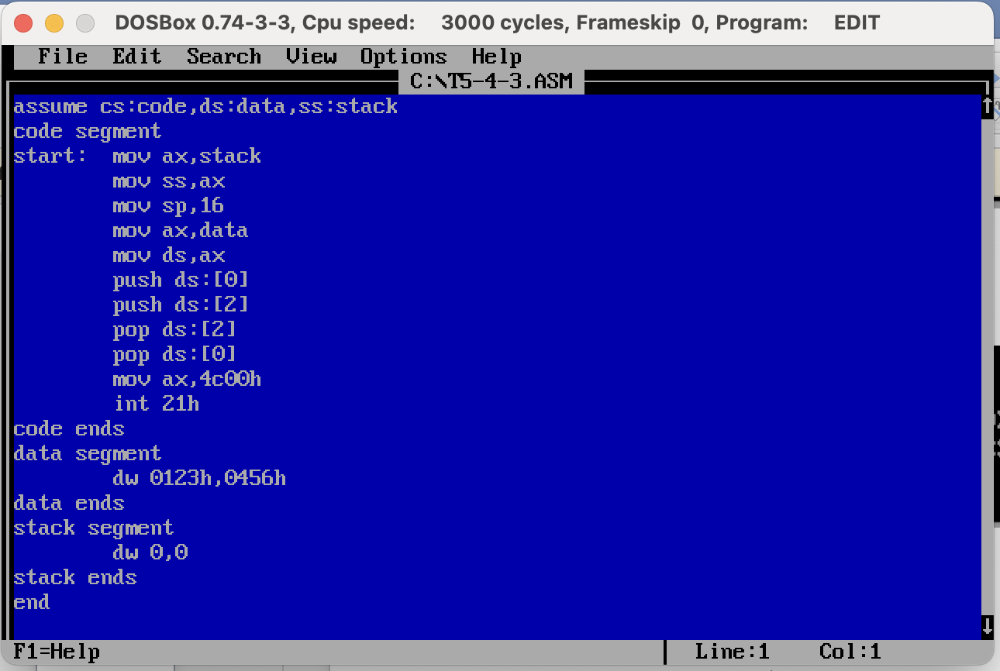 DOSBox 0.74-3-3, Cpu speed: 3000 cycles, Frameskip 0, Program: EDIT
File Edit Search View Options Help
C:\T5-4-3.ASM
assume cs:code,ds:data,ss:stack
code segment
start: mov ax,stack
mov ss,ax
mov sp,16
mov ax,data
mov ds,ax
push ds:[0]
push ds:[2]
pop ds:[2]
pop ds:[0]
mov ax,4c00h
int 21h
code ends
data segment
dw 0123h,0456h
data ends
stack segment
dw 0,0
stack ends
end
F1=Help Line:1 Col:1